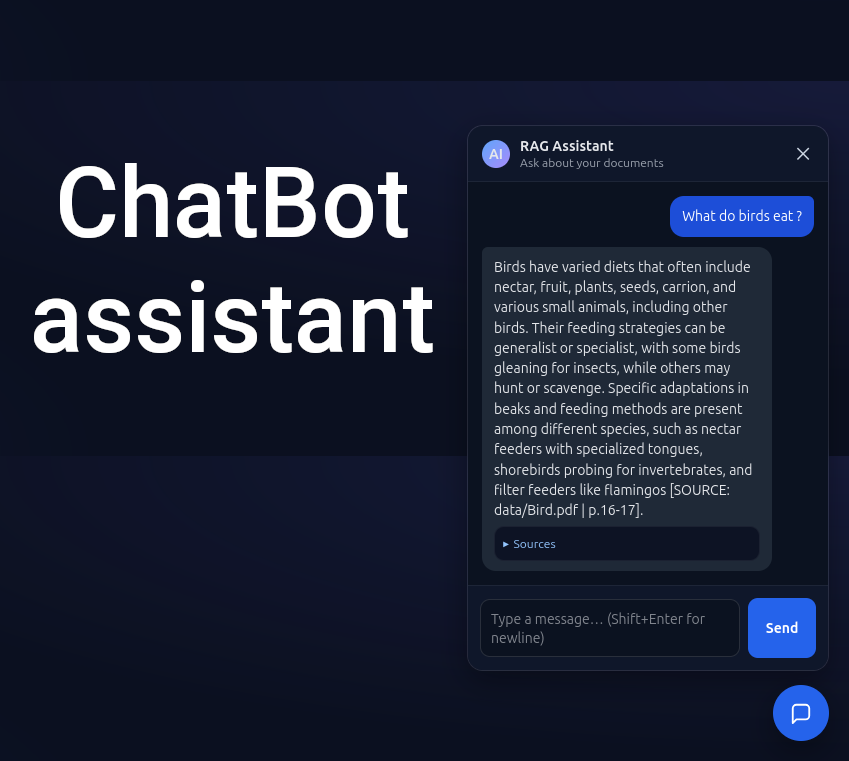 ChatBot
assistant
AI
RAG Assistant
Ask about your documents
What do birds eat ?
Birds have varied diets that often include
nectar, fruit, plants, seeds, carrion, and
various small animals, including other
birds. Their feeding strategies can be
generalist or specialist, with some birds
gleaning for insects, while others may
hunt or scavenge. Specific adaptations in
beaks and feeding methods are present
among different species, such as nectar
feeders with specialized tongues,
shorebirds probing for invertebrates, and
filter feeders like flamingos [SOURCE:
data/Bird.pdf | p.16-17].
▸ Sources
Type a message… (Shift+Enter for
newline)
Send